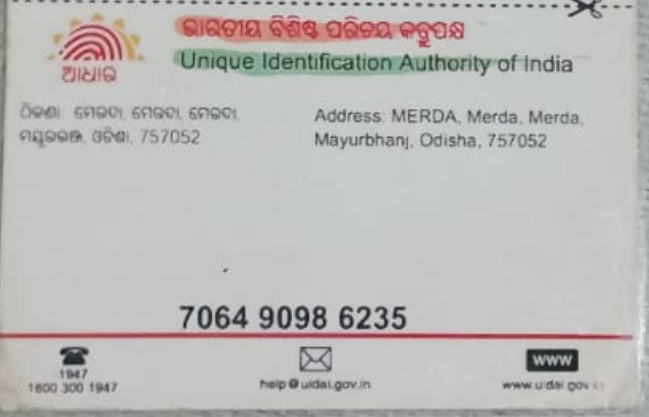 ଭାରତୀୟ ବିଶିଷ୍ଟ ପରିଚୟ କର୍ତ୍ତୃପକ୍ଷ
Unique Identification Authority of India
ଆଧାର
ଠିକଣା: ମେରଦା, ମେରଦା, ମେରଦା,
ମୟୂରଭଞ୍ଜ, ଓଡିଶା, 757052
Address: MERDA, Merda, Merda,
Mayurbhanj, Odisha, 757052
7064 9098 6235
1947
1800 300 1947
help@uidai.gov.in
www
www.uidai.gov.in